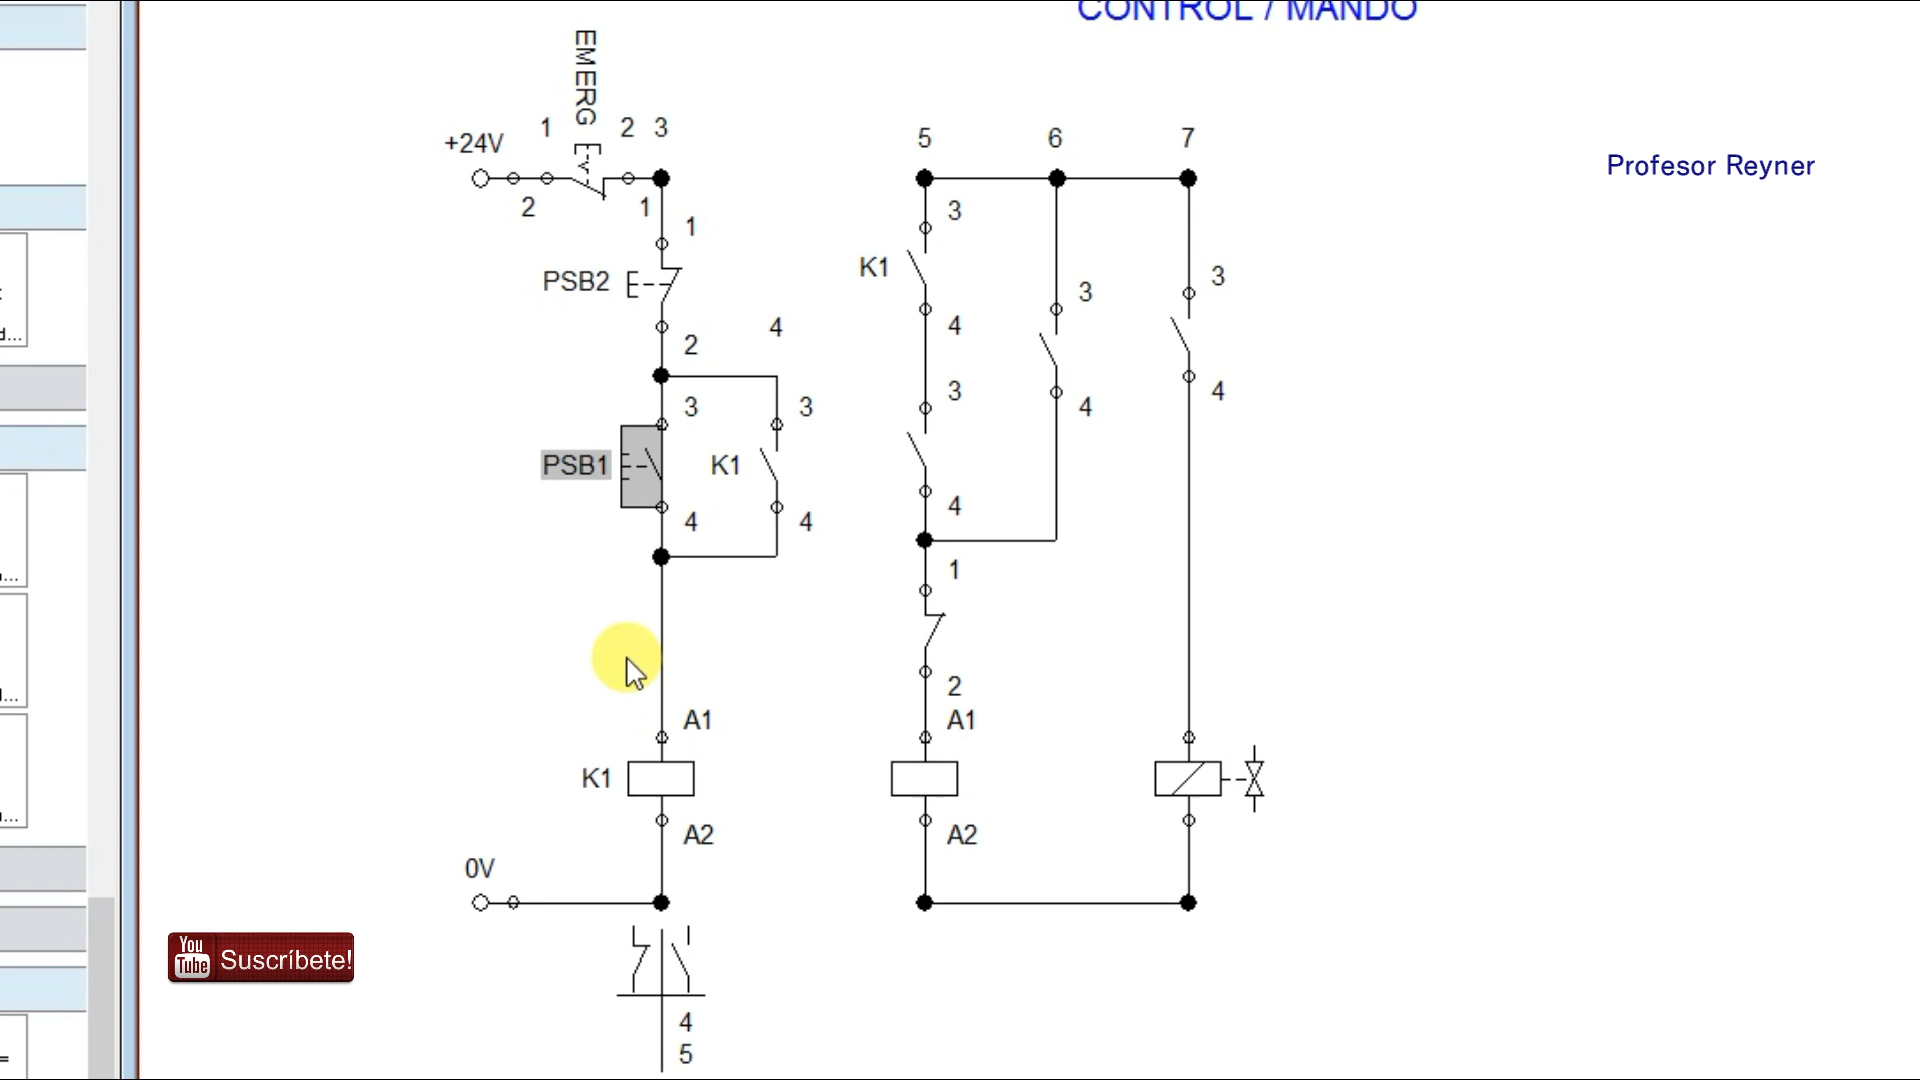 CONTROL / MANDO
EMERG
1 2 3
+24V
2 1
1
PSB2
2
4
3 3
PSB1 K1
4 4
A1
K1
A2
0V
4
5
5 6 7
3
K1
4
3
4
1
2
A1
A2
3
4
3
4
Profesor Reyner
You
Tube
Suscríbete!
d...
...
...
...
=